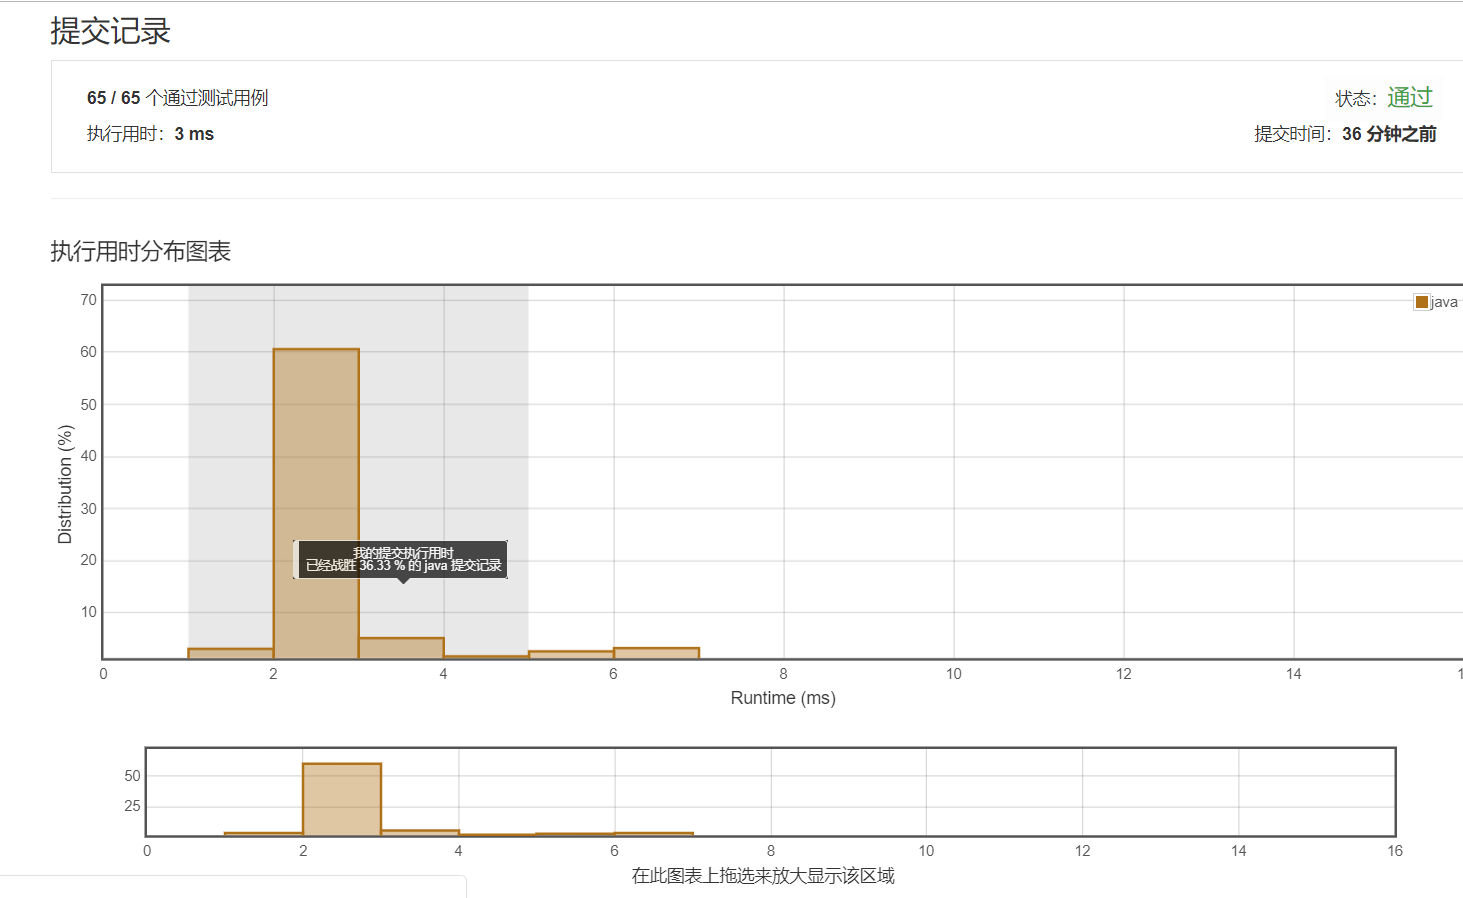 提交记录
65 / 65 个通过测试用例
状态：通过
执行用时：3 ms
提交时间：36 分钟之前
执行用时分布图表
70
60
50
40
30
20
10
Distribution (%)
java
我的提交执行用时
已经战胜 36.33 % 的 java 提交记录
0 2 4 6 8 10 12 14
Runtime (ms)
50
25
0 2 4 6 8 10 12 14 16
在此图表上拖选来放大显示该区域